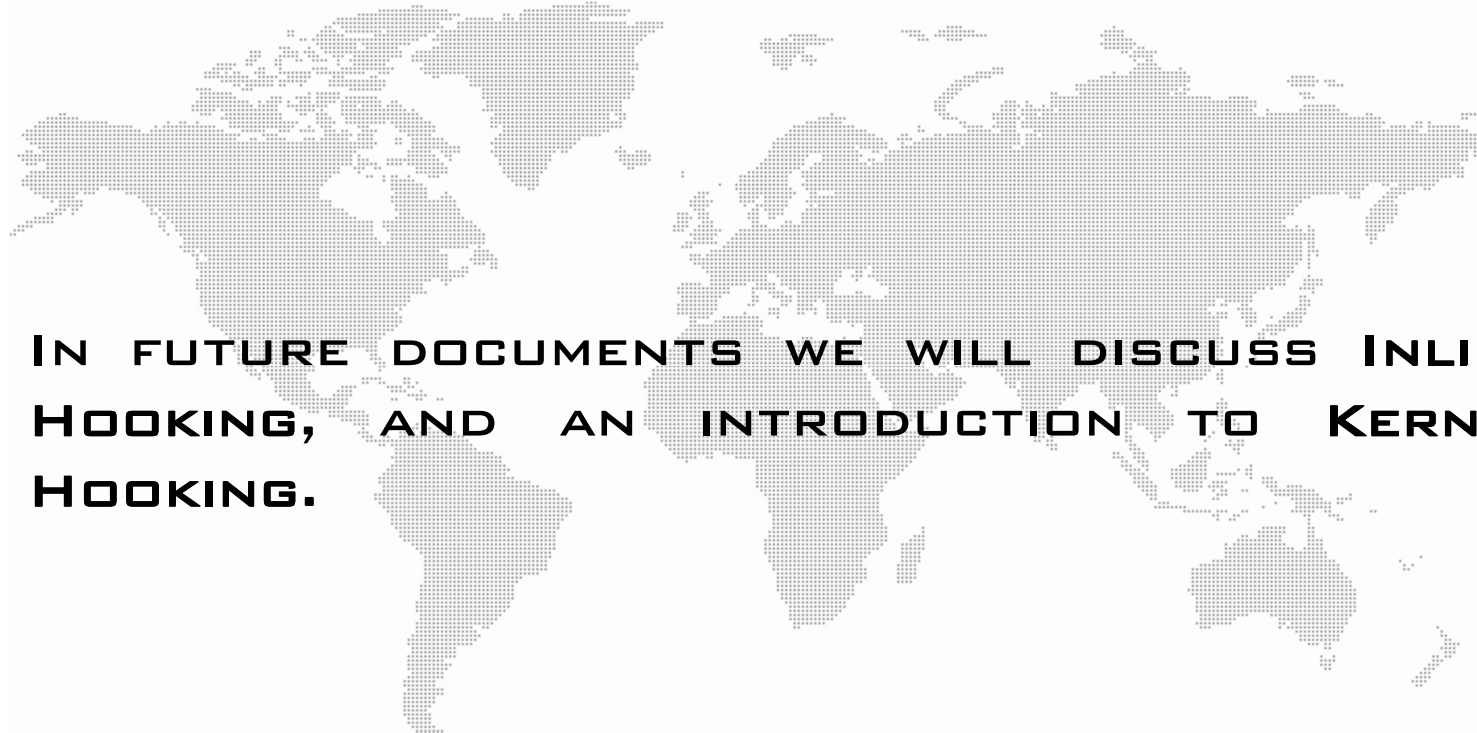 In future documents we will discuss Inli
Hooking, and an introduction to Kern
Hooking.